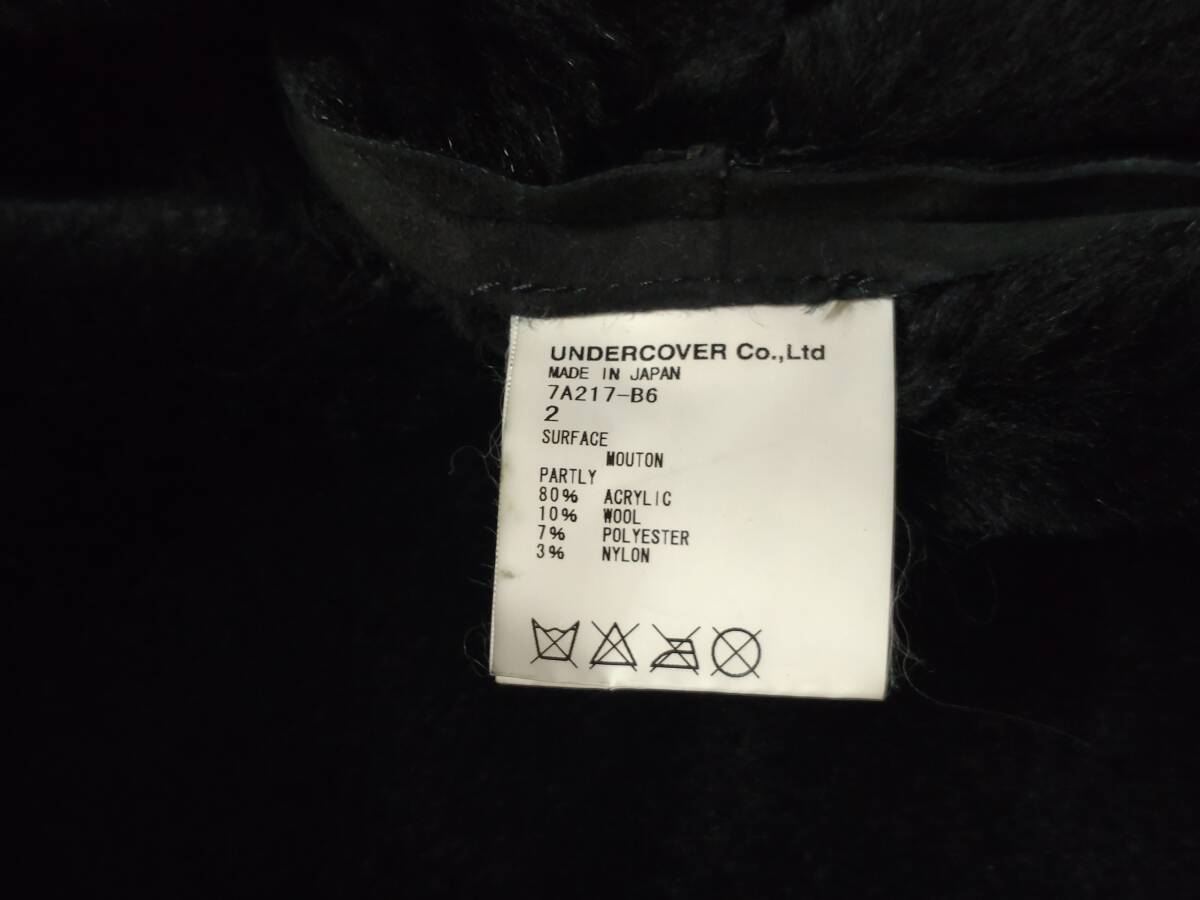 UNDERCOVER Co.,Ltd
MADE IN JAPAN
7A217-B6
2
SURFACE
MOUTON
PARTLY
80% ACRYLIC
10% WOOL
7% POLYESTER
3% NYLON